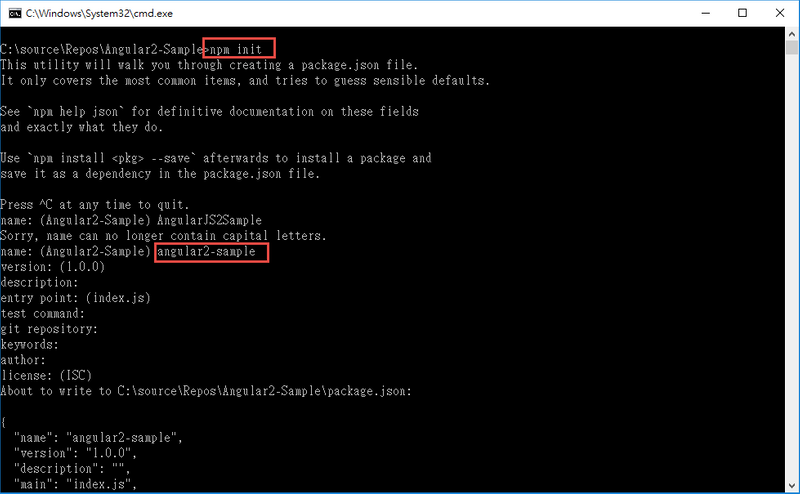 C:\Windows\System32\cmd.exe
C:\source\Repos\Angular2-Sample>npm init
This utility will walk you through creating a package.json file.
It only covers the most common items, and tries to guess sensible defaults.
See `npm help json` for definitive documentation on these fields
and exactly what they do.
Use `npm install <pkg> --save` afterwards to install a package and
save it as a dependency in the package.json file.
Press ^C at any time to quit.
name: (Angular2-Sample) AngularJS2Sample
Sorry, name can no longer contain capital letters.
name: (Angular2-Sample) angular2-sample
version: (1.0.0)
description:
entry point: (index.js)
test command:
git repository:
keywords:
author:
license: (ISC)
About to write to C:\source\Repos\Angular2-Sample\package.json:
{
"name": "angular2-sample",
"version": "1.0.0",
"description": "",
"main": "index.js",